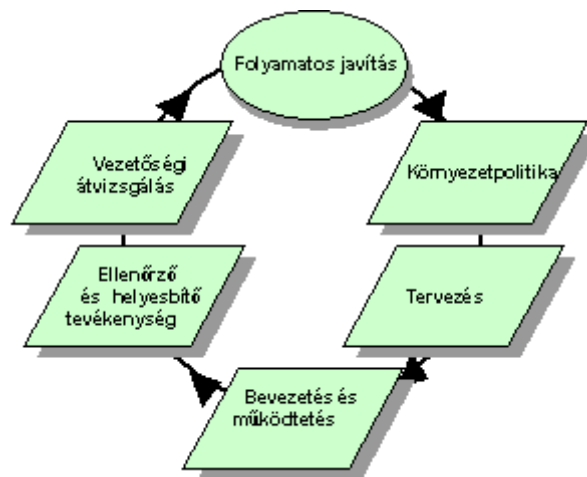 Folyamatos javítás
Környezetpolitika
Tervezés
Bevezetés és
működtetés
Ellenőrző
és helyesbítő
tevékenység
Vezetőségi
átvizsgálás